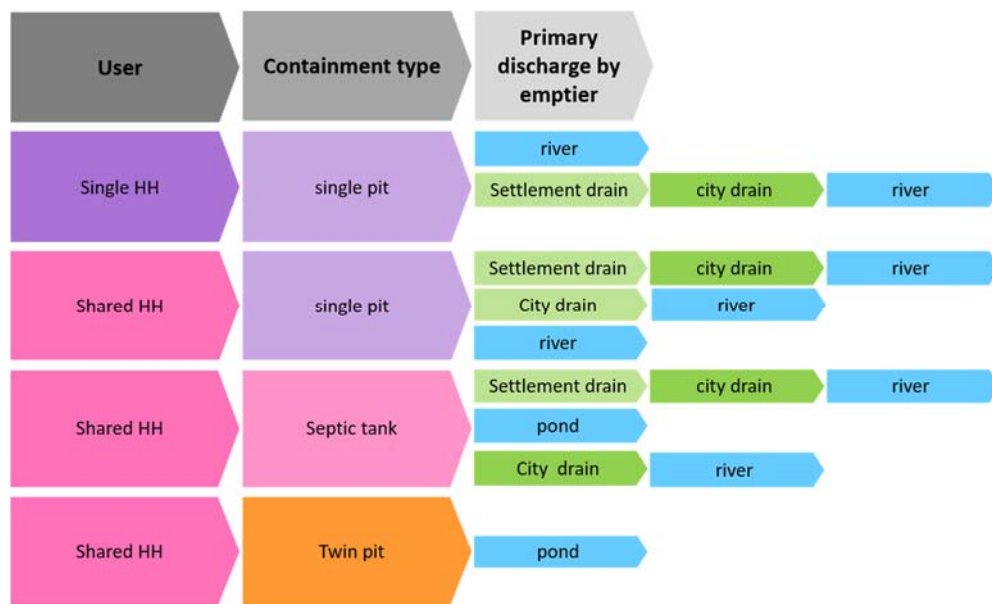 User
Containment type
Primary
discharge by
emptier
river
Single HH
single pit
Settlement drain
city drain
river
Settlement drain
city drain
river
Shared HH
single pit
City drain
river
river
Settlement drain
city drain
river
Shared HH
Septic tank
pond
City drain
river
Shared HH
Twin pit
pond